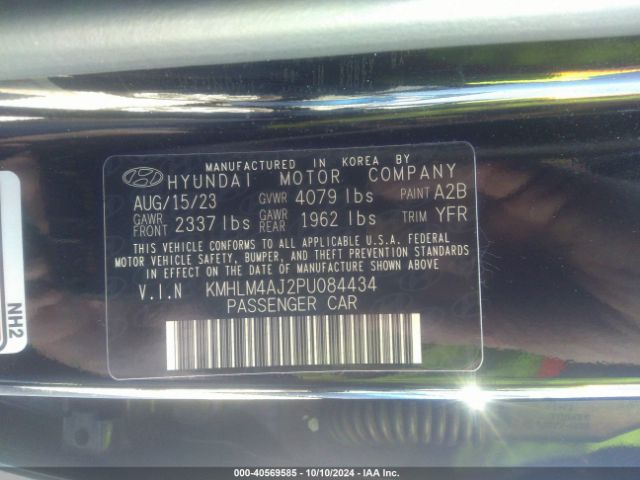 MANUFACTURED IN KOREA BY
HYUNDAI MOTOR COMPANY
AUG/15/23 GVWR 4079 lbs PAINT A2B
GAWR FRONT 2337 lbs GAWR REAR 1962 lbs TRIM YFR
THIS VEHICLE CONFORMS TO ALL APPLICABLE U.S.A. FEDERAL
MOTOR VEHICLE SAFETY, BUMPER, AND THEFT PREVENTION STANDARDS
IN EFFECT ON THE DATE OF MANUFACTURE SHOWN ABOVE
V.I.N KMHLM4AJ2PU084434
PASSENGER CAR
NH2
000-40569585 - 10/10/2024 - IAA Inc.